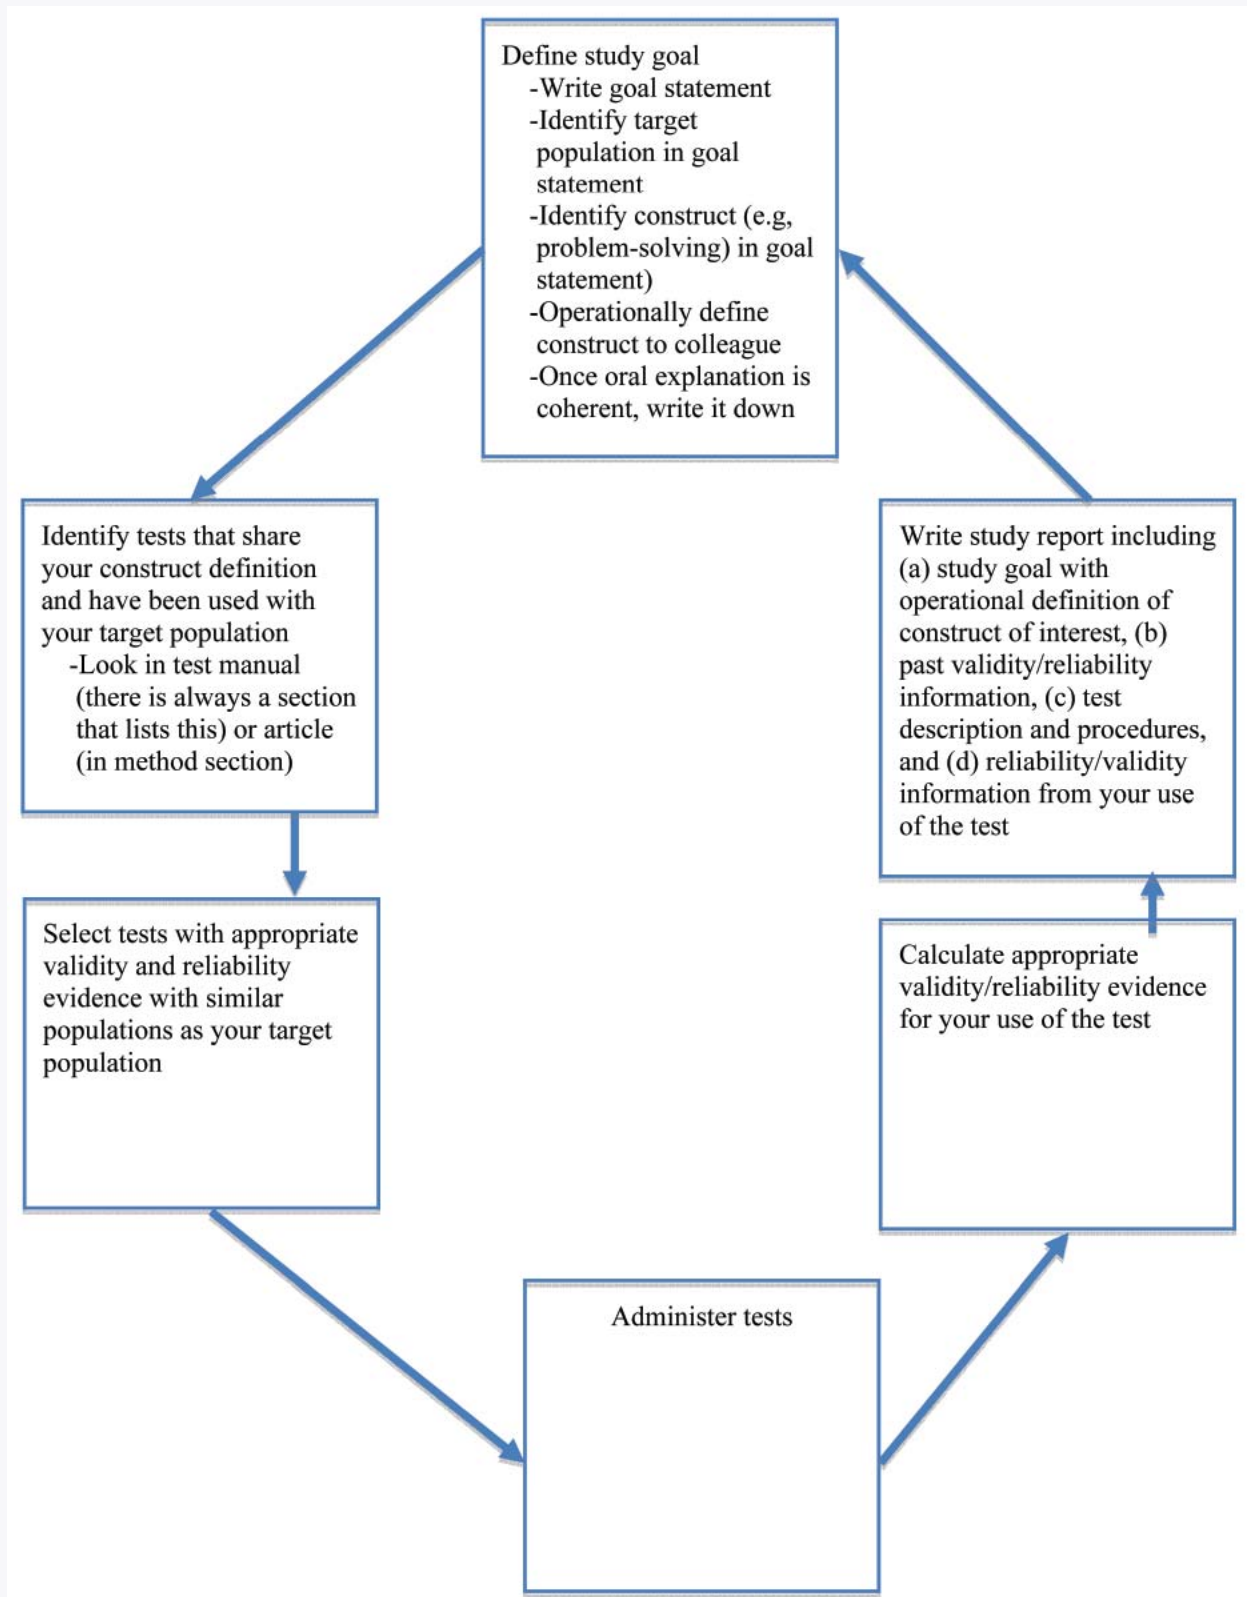 Define study goal
-Write goal statement
-Identify target
population in goal
statement
-Identify construct (e.g,
problem-solving) in goal
statement)
-Operationally define
construct to colleague
-Once oral explanation is
coherent, write it down
Identify tests that share
your construct definition
and have been used with
your target population
-Look in test manual
(there is always a section
that lists this) or article
(in method section)
Select tests with appropriate
validity and reliability
evidence with similar
populations as your target
population
Administer tests
Calculate appropriate
validity/reliability evidence
for your use of the test
Write study report including
(a) study goal with
operational definition of
construct of interest, (b)
past validity/reliability
information, (c) test
description and procedures,
and (d) reliability/validity
information from your use
of the test